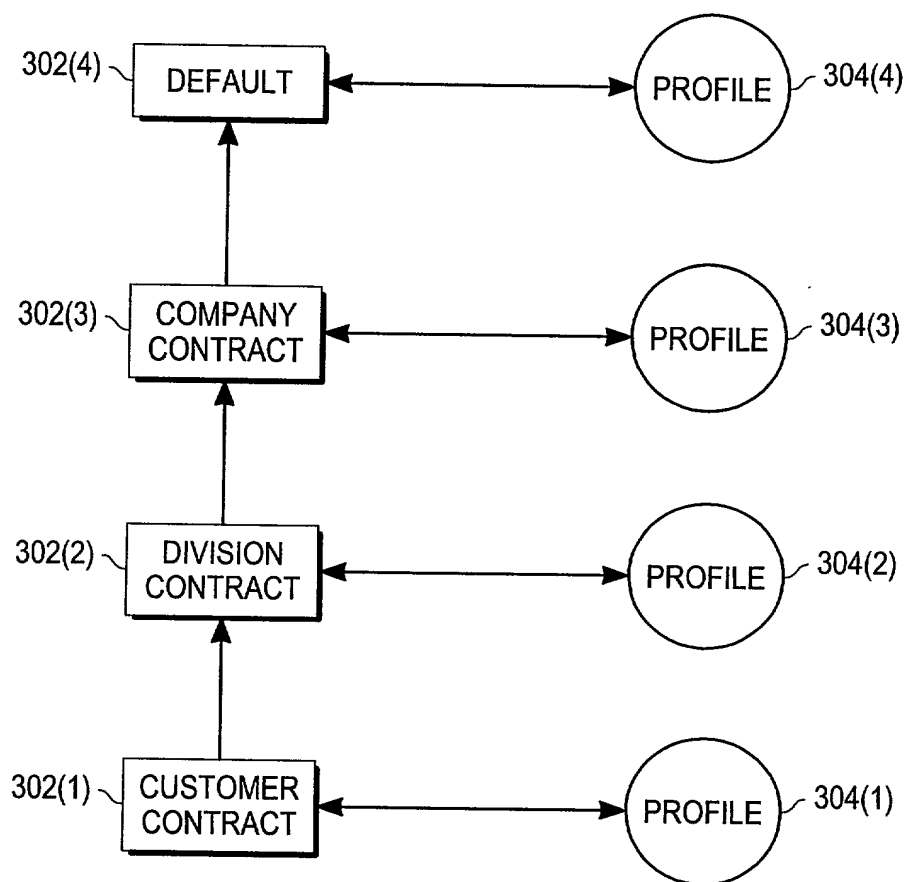 302(4)
DEFAULT
PROFILE
304(4)
302(3)
COMPANY
CONTRACT
PROFILE
304(3)
302(2)
DIVISION
CONTRACT
PROFILE
304(2)
302(1)
CUSTOMER
CONTRACT
PROFILE
304(1)